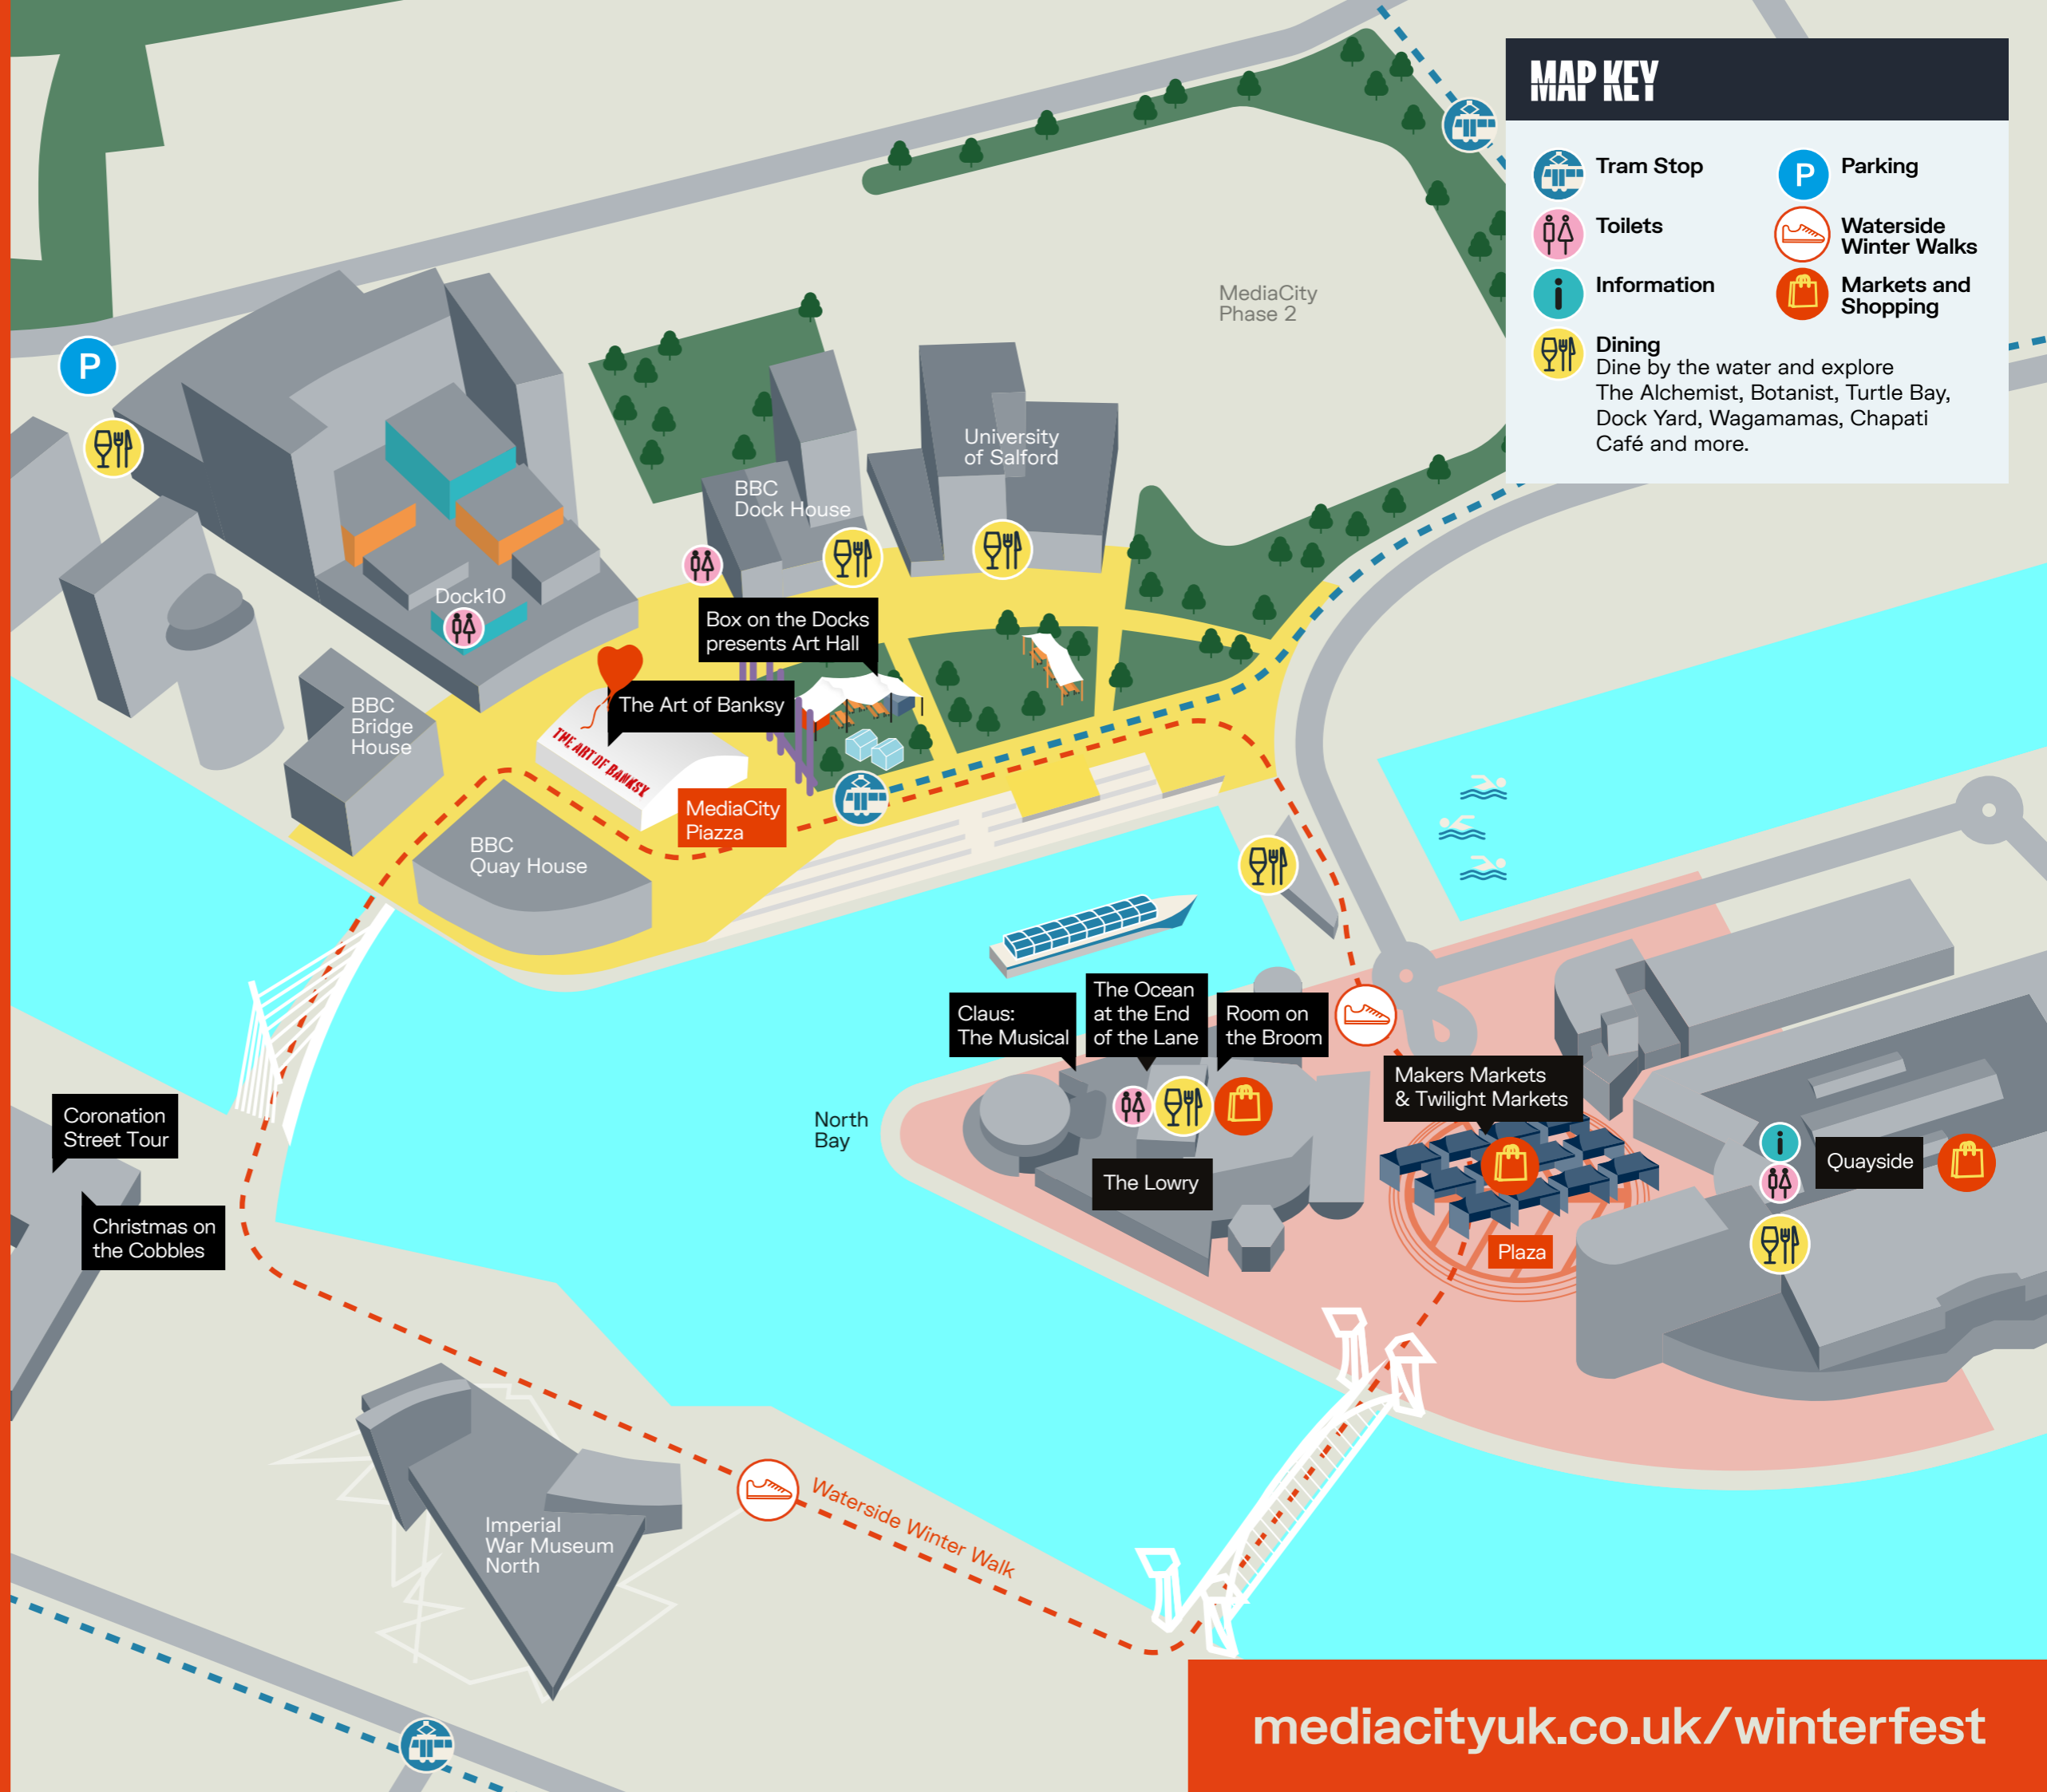 MAP KEY
Tram Stop
Parking
Toilets
Waterside
Winter Walks
Information
Markets and
Shopping
Dining
Dine by the water and explore
The Alchemist, Botanist, Turtle Bay,
Dock Yard, Wagamamas, Chapati
Café and more.
MediaCity
Phase 2
P
University
of Salford
BBC
Dock House
Dock10
Box on the Docks
presents Art Hall
The Art of Banksy
THE ART OF BANKSY
BBC
Bridge
House
MediaCity
Piazza
BBC
Quay House
Claus:
The Musical
The Ocean
at the End
of the Lane
Room on
the Broom
Makers Markets
& Twilight Markets
Coronation
Street Tour
North
Bay
The Lowry
Quayside
Christmas on
the Cobbles
Plaza
Waterside Winter Walk
Imperial
War Museum
North
mediacityuk.co.uk/winterfest